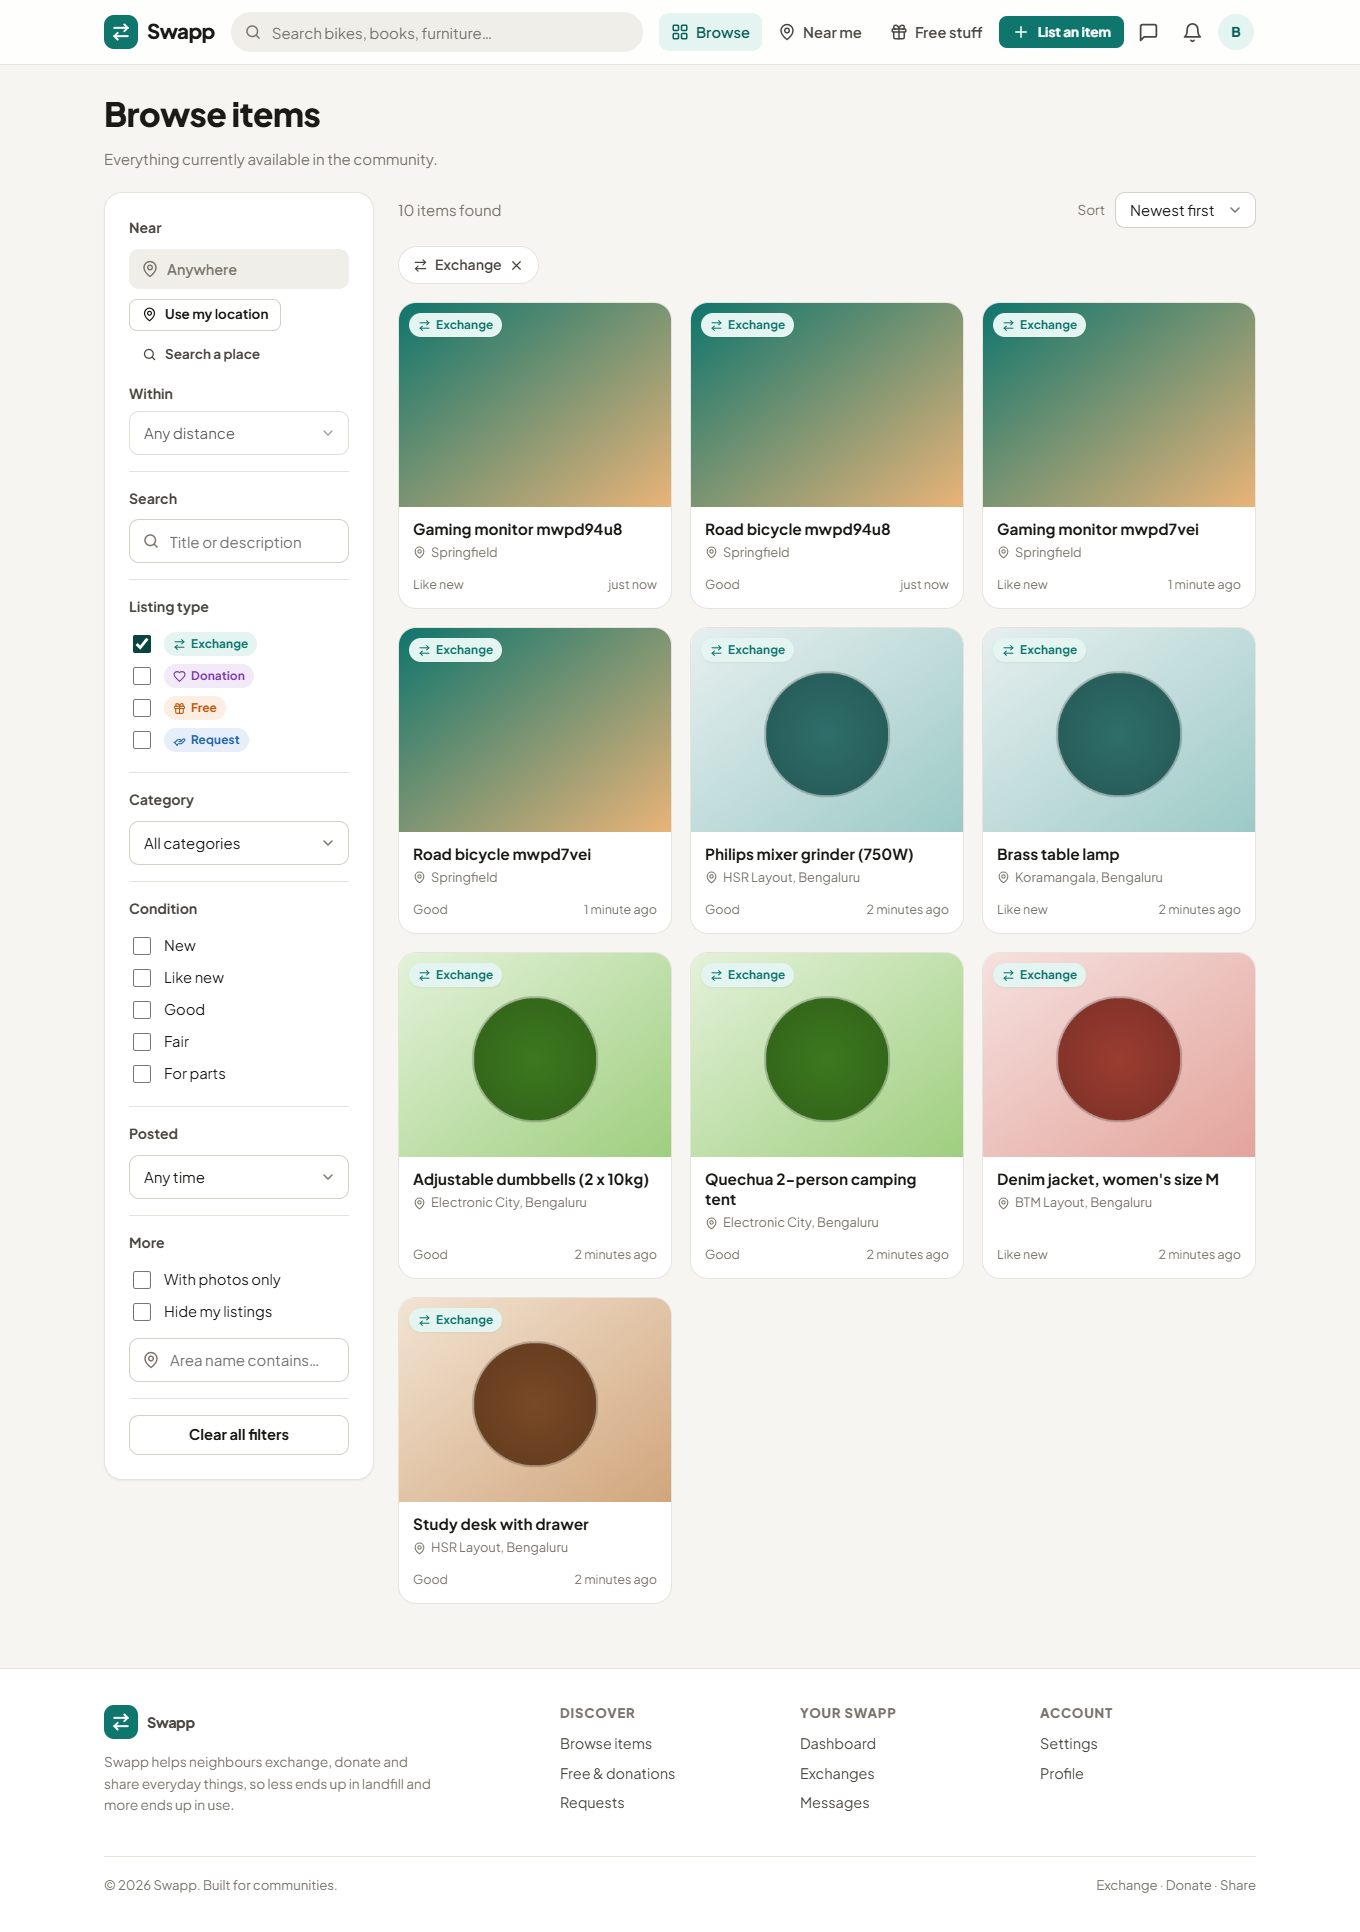 Swapp
Search bikes, books, furniture...
Browse
Near me
Free stuff
List an item
B
Browse items
Everything currently available in the community.
Near
Anywhere
Use my location
Search a place
Within
Any distance
Search
Title or description
Listing type
Exchange
Donation
Free
Request
Category
All categories
Condition
New
Like new
Good
Fair
For parts
Posted
Any time
More
With photos only
Hide my listings
Area name contains...
Clear all filters
10 items found
Sort
Newest first
Exchange
Exchange
Gaming monitor mwpd94u8
Springfield
Like new just now
Exchange
Road bicycle mwpd94u8
Springfield
Good just now
Exchange
Gaming monitor mwpd7vei
Springfield
Like new 1 minute ago
Exchange
Road bicycle mwpd7vei
Springfield
Good 1 minute ago
Exchange
Philips mixer grinder (750W)
HSR Layout, Bengaluru
Good 2 minutes ago
Exchange
Brass table lamp
Koramangala, Bengaluru
Like new 2 minutes ago
Exchange
Adjustable dumbbells (2 x 10kg)
Electronic City, Bengaluru
Good 2 minutes ago
Exchange
Quechua 2-person camping
tent
Electronic City, Bengaluru
Good 2 minutes ago
Exchange
Denim jacket, women's size M
BTM Layout, Bengaluru
Like new 2 minutes ago
Exchange
Study desk with drawer
HSR Layout, Bengaluru
Good 2 minutes ago
Swapp
Swapp helps neighbours exchange, donate and
share everyday things, so less ends up in landfill and
more ends up in use.
DISCOVER
Browse items
Free & donations
Requests
YOUR SWAPP
Dashboard
Exchanges
Messages
ACCOUNT
Settings
Profile
© 2026 Swapp. Built for communities.
Exchange · Donate · Share